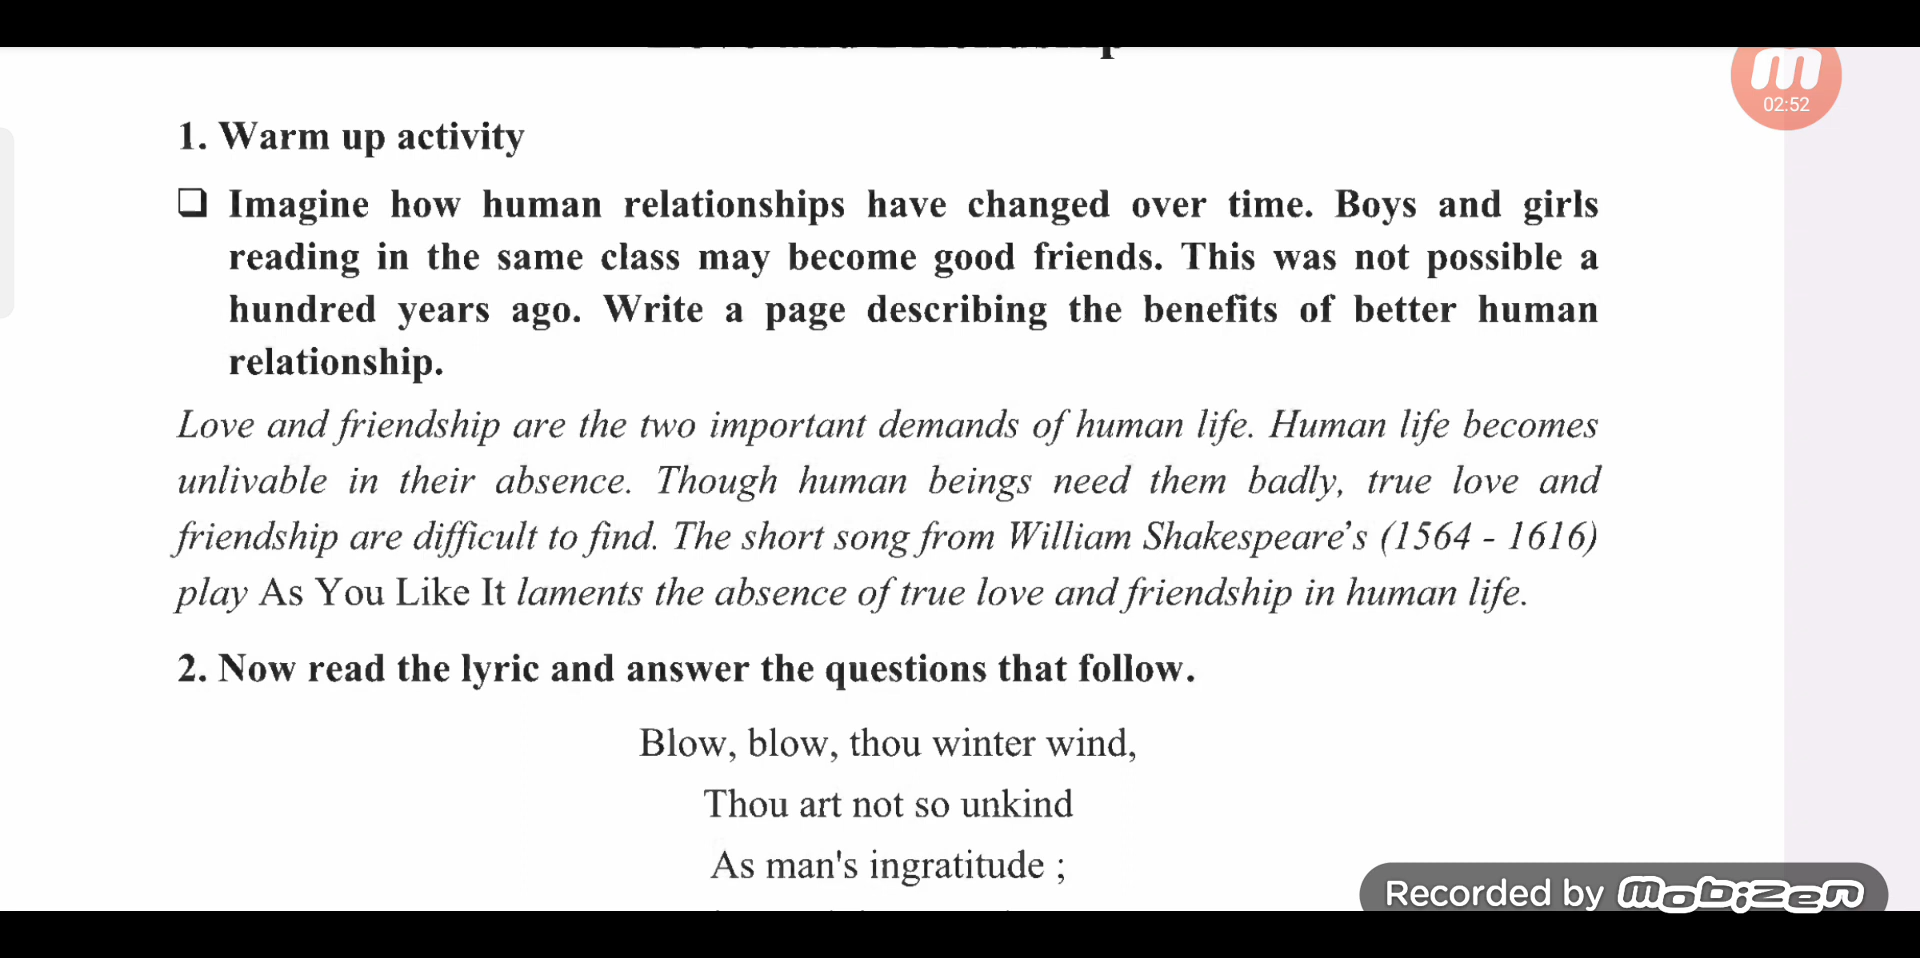 02:52
1. Warm up activity
❑ Imagine how human relationships have changed over time. Boys and girls
reading in the same class may become good friends. This was not possible a
hundred years ago. Write a page describing the benefits of better human
relationship.
Love and friendship are the two important demands of human life. Human life becomes
unlivable in their absence. Though human beings need them badly, true love and
friendship are difficult to find. The short song from William Shakespeare’s (1564 - 1616)
play As You Like It laments the absence of true love and friendship in human life.
2. Now read the lyric and answer the questions that follow.
Blow, blow, thou winter wind,
Thou art not so unkind
As man's ingratitude ;
Recorded by mobizen